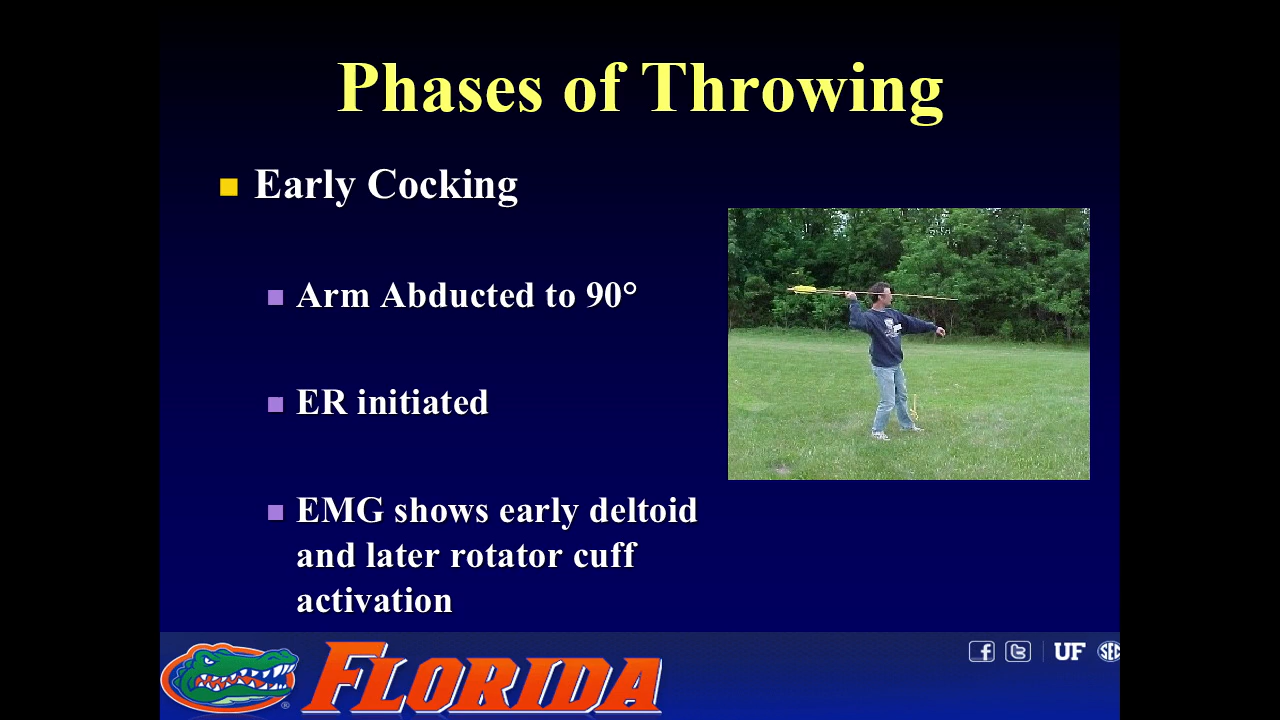 Phases of Throwing
Early Cocking
Arm Abducted to 90°
ER initiated
EMG shows early deltoid
and later rotator cuff
activation
FLORIDA
®
f
t
UF
SEC